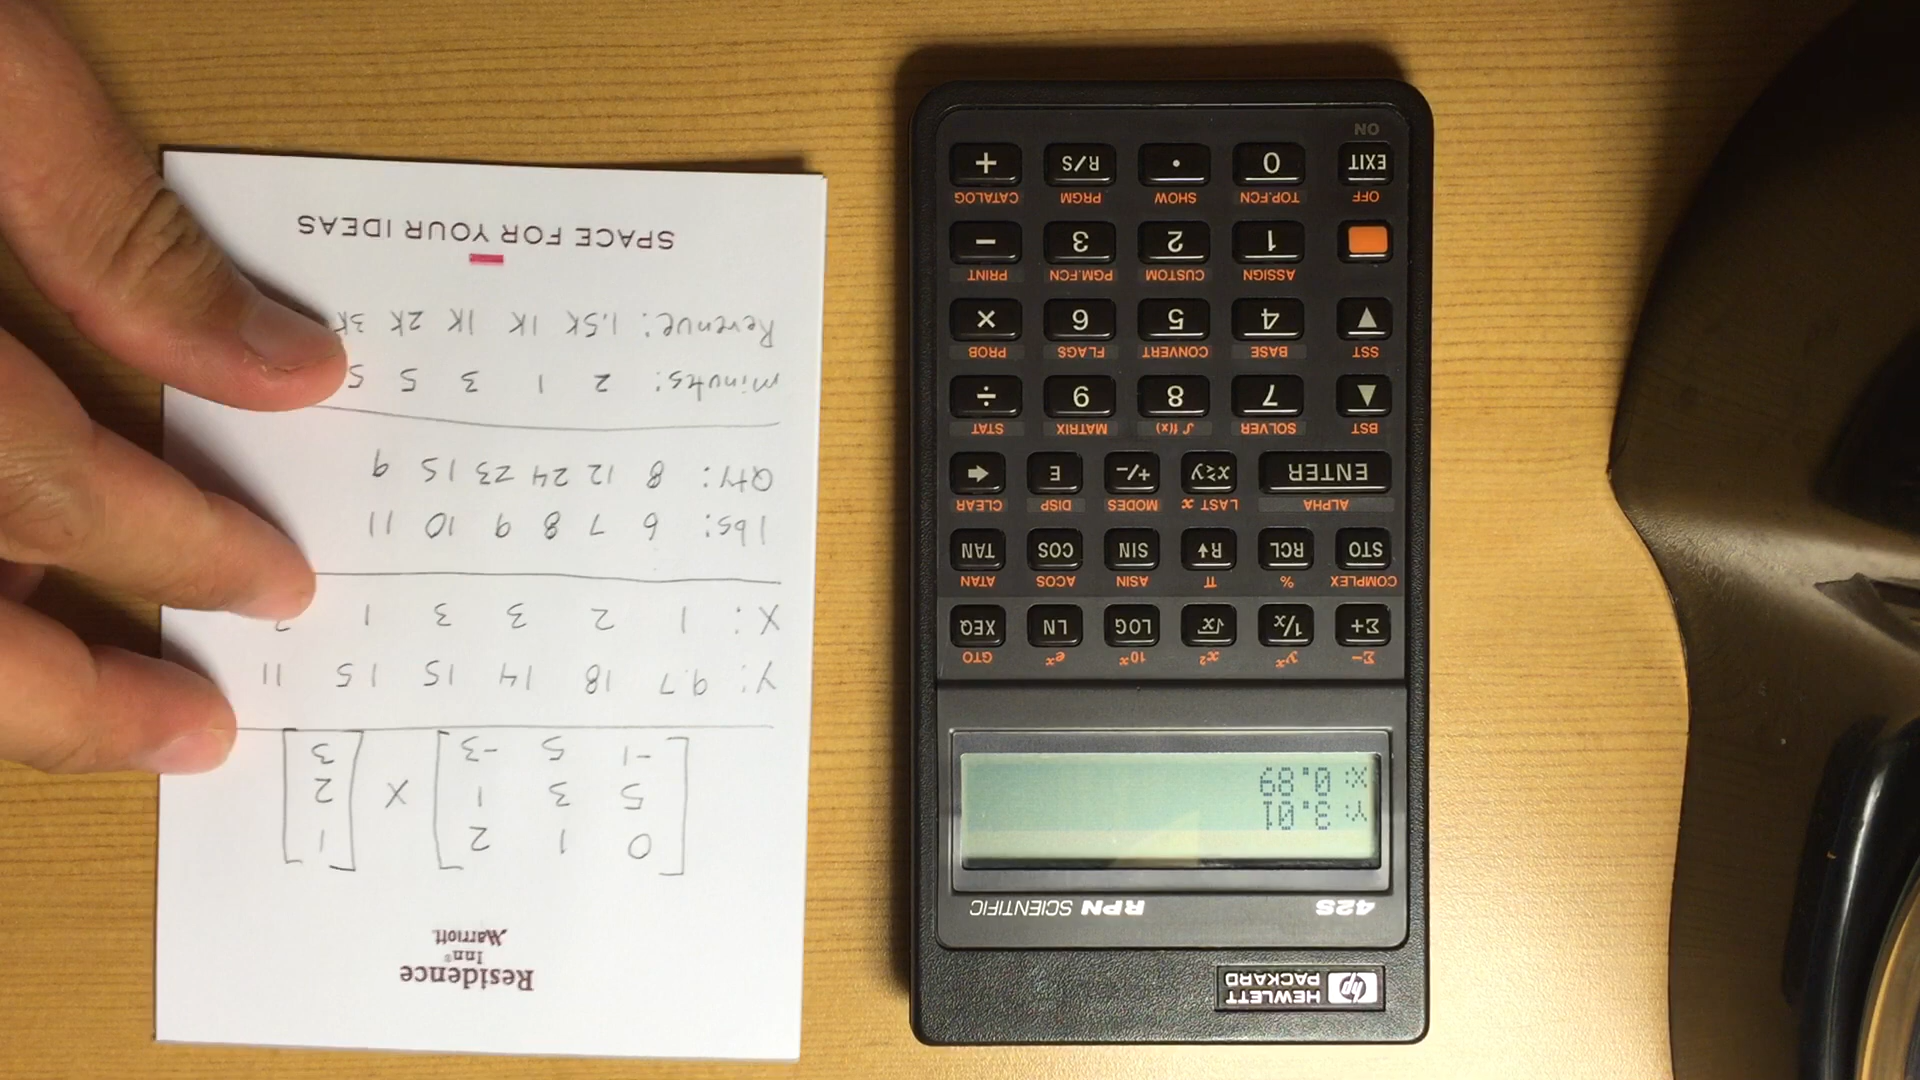 hp HEWLETT PACKARD
42S RPN SCIENTIFIC
Y: 3.01
X: 0.89
Σ− yˣ x² 10ˣ eˣ GTO
Σ+ 1/x √x LOG LN XEQ
COMPLEX % π ASIN ACOS ATAN
STO RCL R↓ SIN COS TAN
ALPHA LAST x MODES DISP CLEAR
ENTER x≷y +/− E ←
BST SOLVER ∫f(x) MATRIX STAT
▲ 7 8 9 ÷
SST BASE CONVERT FLAGS PROB
▼ 4 5 6 ×
ASSIGN CUSTOM PGM.FCN PRINT
1 2 3 −
OFF TOP.FCN SHOW PRGM CATALOG
EXIT 0 . R/S +
ON
Residence
Inn®
Marriott.
0 1 2 1
5 3 1 X 2
-1 5 -3 3
Y: 9.7 18 14 15 15 11
X: 1 2 3 3 1
lbs: 6 7 8 9 10 11
QTY: 8 12 24 23 15 9
minutes: 2 1 3 5 5
Revenue: 1.5K 1K 1K 2K 3K
SPACE FOR YOUR IDEAS